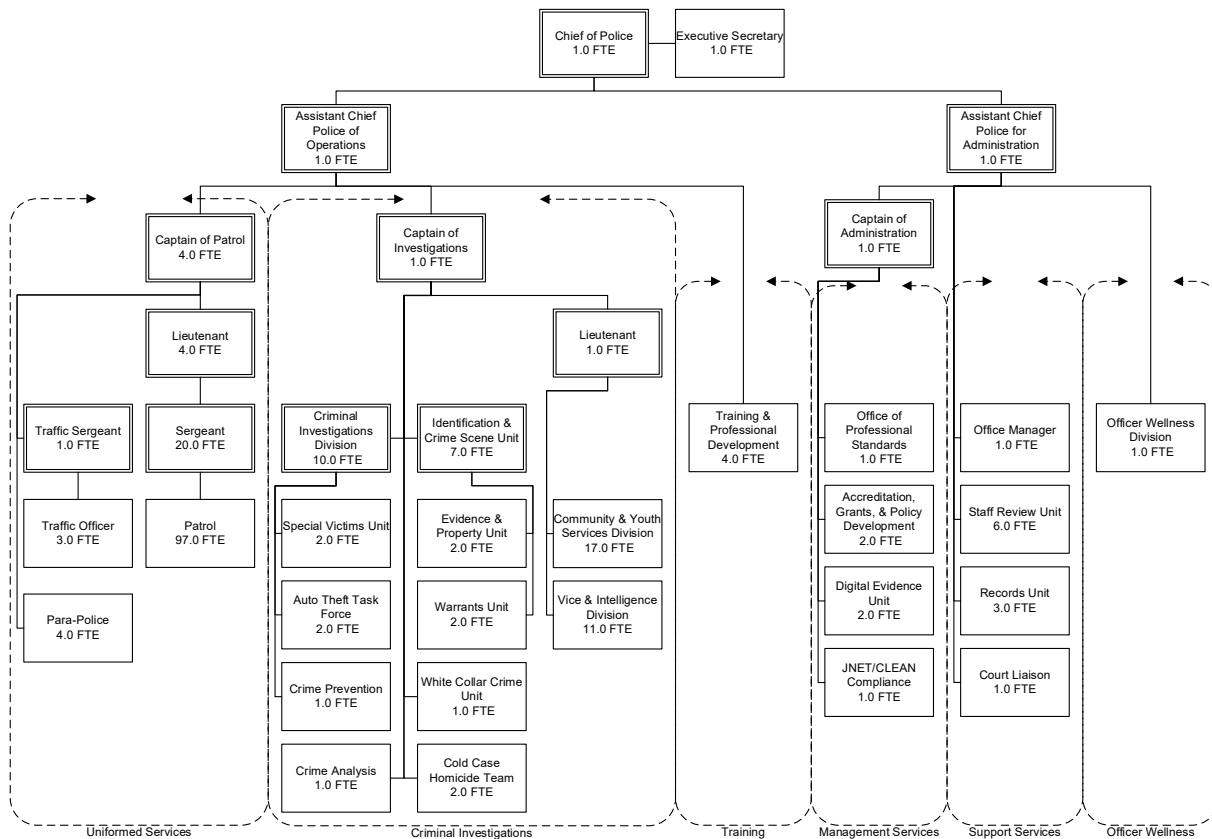 Chief of Police
1.0 FTE
Executive Secretary
1.0 FTE
Assistant Chief
Police of
Operations
1.0 FTE
Assistant Chief
Police for
Administration
1.0 FTE
Captain of Patrol
4.0 FTE
Captain of
Investigations
1.0 FTE
Captain of
Administration
1.0 FTE
Lieutenant
4.0 FTE
Lieutenant
1.0 FTE
Traffic Sergeant
1.0 FTE
Sergeant
20.0 FTE
Criminal
Investigations
Division
10.0 FTE
Identification &
Crime Scene Unit
7.0 FTE
Training &
Professional
Development
4.0 FTE
Office of
Professional
Standards
1.0 FTE
Office Manager
1.0 FTE
Officer Wellness
Division
1.0 FTE
Traffic Officer
3.0 FTE
Patrol
97.0 FTE
Special Victims Unit
2.0 FTE
Evidence &
Property Unit
2.0 FTE
Community & Youth
Services Division
17.0 FTE
Accreditation,
Grants, & Policy
Development
2.0 FTE
Staff Review Unit
6.0 FTE
Para-Police
4.0 FTE
Auto Theft Task
Force
2.0 FTE
Warrants Unit
2.0 FTE
Vice & Intelligence
Division
11.0 FTE
Digital Evidence
Unit
2.0 FTE
Records Unit
3.0 FTE
Crime Prevention
1.0 FTE
White Collar Crime
Unit
1.0 FTE
JNET/CLEAN
Compliance
1.0 FTE
Court Liaison
1.0 FTE
Crime Analysis
1.0 FTE
Cold Case
Homicide Team
2.0 FTE
Uniformed Services
Criminal Investigations
Training
Management Services
Support Services
Officer Wellness